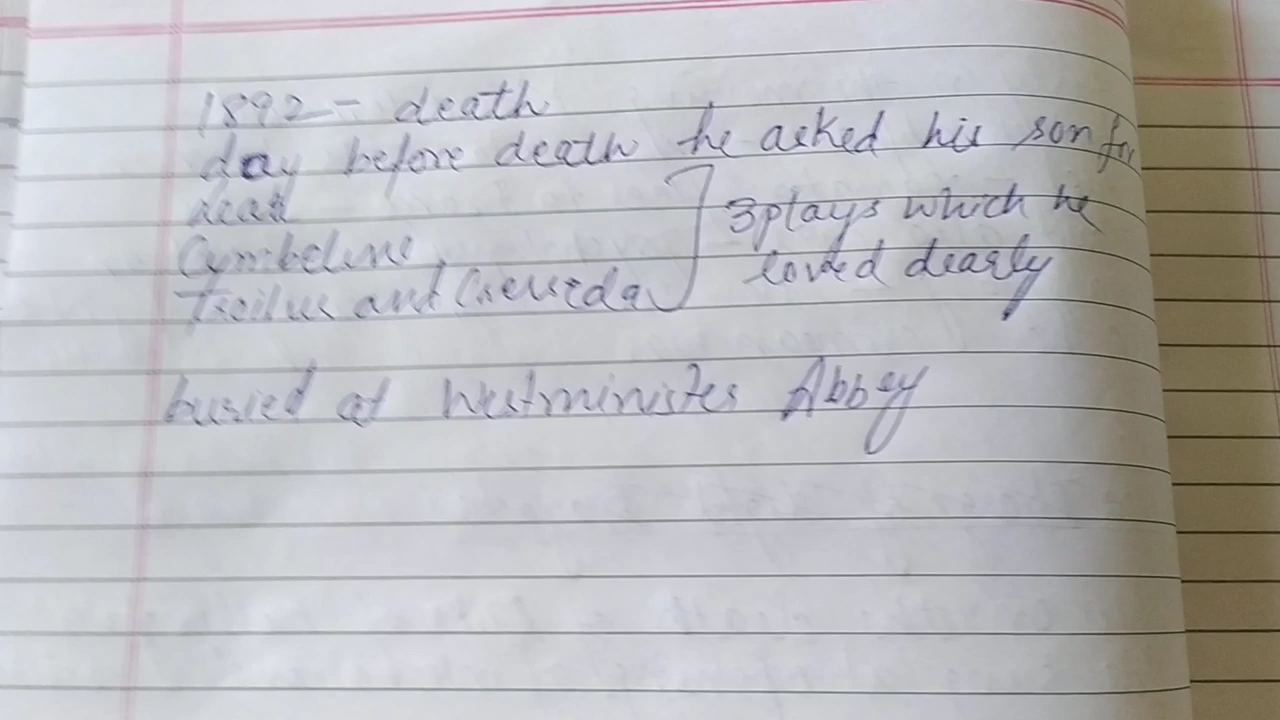 1892 - death
day before death he asked his son for
Cymbeline
Troilus and Cressida ] 3 plays which he
loved dearly
buried at Westminister Abbey